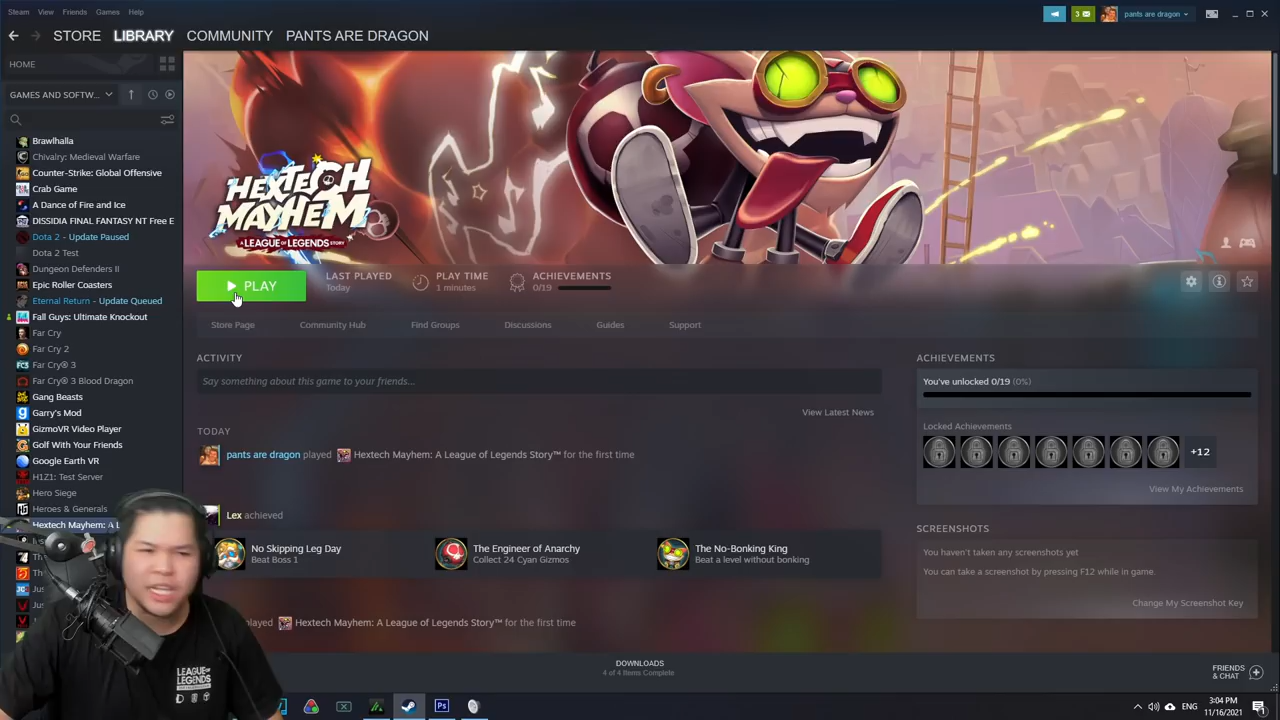 Steam View Friends Games Help
3
pants are dragon
STORE LIBRARY COMMUNITY PANTS ARE DRAGON
HOME
GAMES AND SOFTW...
Brawlhalla
Chivalry: Medieval Warfare
Counter-Strike: Global Offensive
Crab Game
A Dance of Fire and Ice
DISSIDIA FINAL FANTASY NT Free E
Dota 2 - Update Paused
Dota 2 Test
Dungeon Defenders II
Epic Roller Coasters
Eternal Return - Update Queued
Fall Guys: Ultimate Knockout
Far Cry
Far Cry 2
Far Cry® 3
Far Cry® 3 Blood Dragon
Gang Beasts
Garry's Mod
GizmoVR Video Player
Golf With Your Friends
Google Earth VR
H1Z1: Test Server
Hero Siege
Heroes & Generals
Hextech Mayhem: A L
HEXTECH
MAYHEM
A LEAGUE OF LEGENDS STORY
PLAY
LAST PLAYED
Today
PLAY TIME
1 minutes
ACHIEVEMENTS
0/19
Store Page Community Hub Find Groups Discussions Guides Support
ACTIVITY
Say something about this game to your friends...
View Latest News
TODAY
pants are dragon played Hextech Mayhem: A League of Legends Story™ for the first time
Lex achieved
No Skipping Leg Day
Beat Boss 1
The Engineer of Anarchy
Collect 24 Cyan Gizmos
The No-Bonking King
Beat a level without bonking
played Hextech Mayhem: A League of Legends Story™ for the first time
ACHIEVEMENTS
You've unlocked 0/19 (0%)
Locked Achievements
+12
View My Achievements
SCREENSHOTS
You haven't taken any screenshots yet
You can take a screenshot by pressing F12 while in game
Change My Screenshot Key
LEAGUE
OF
LEGENDS
DOWNLOADS
4 of 4 Items Complete
FRIENDS
& CHAT
ENG
3:04 PM
11/16/2021